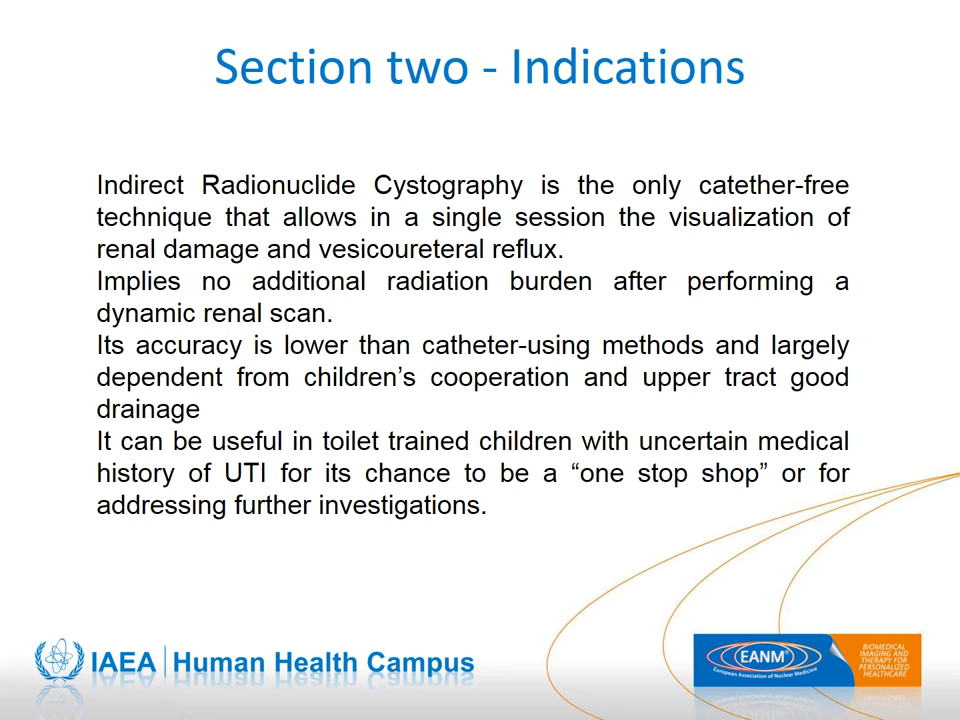 Section two - Indications
Indirect Radionuclide Cystography is the only catether-free
technique that allows in a single session the visualization of
renal damage and vesicoureteral reflux.
Implies no additional radiation burden after performing a
dynamic renal scan.
Its accuracy is lower than catheter-using methods and largely
dependent from children’s cooperation and upper tract good
drainage
It can be useful in toilet trained children with uncertain medical
history of UTI for its chance to be a “one stop shop” or for
addressing further investigations.
IAEA | Human Health Campus
EANM®
European Association of Nuclear Medicine
BIOMEDICAL
IMAGING AND
THERAPY FOR
PERSONALIZED
HEALTHCARE